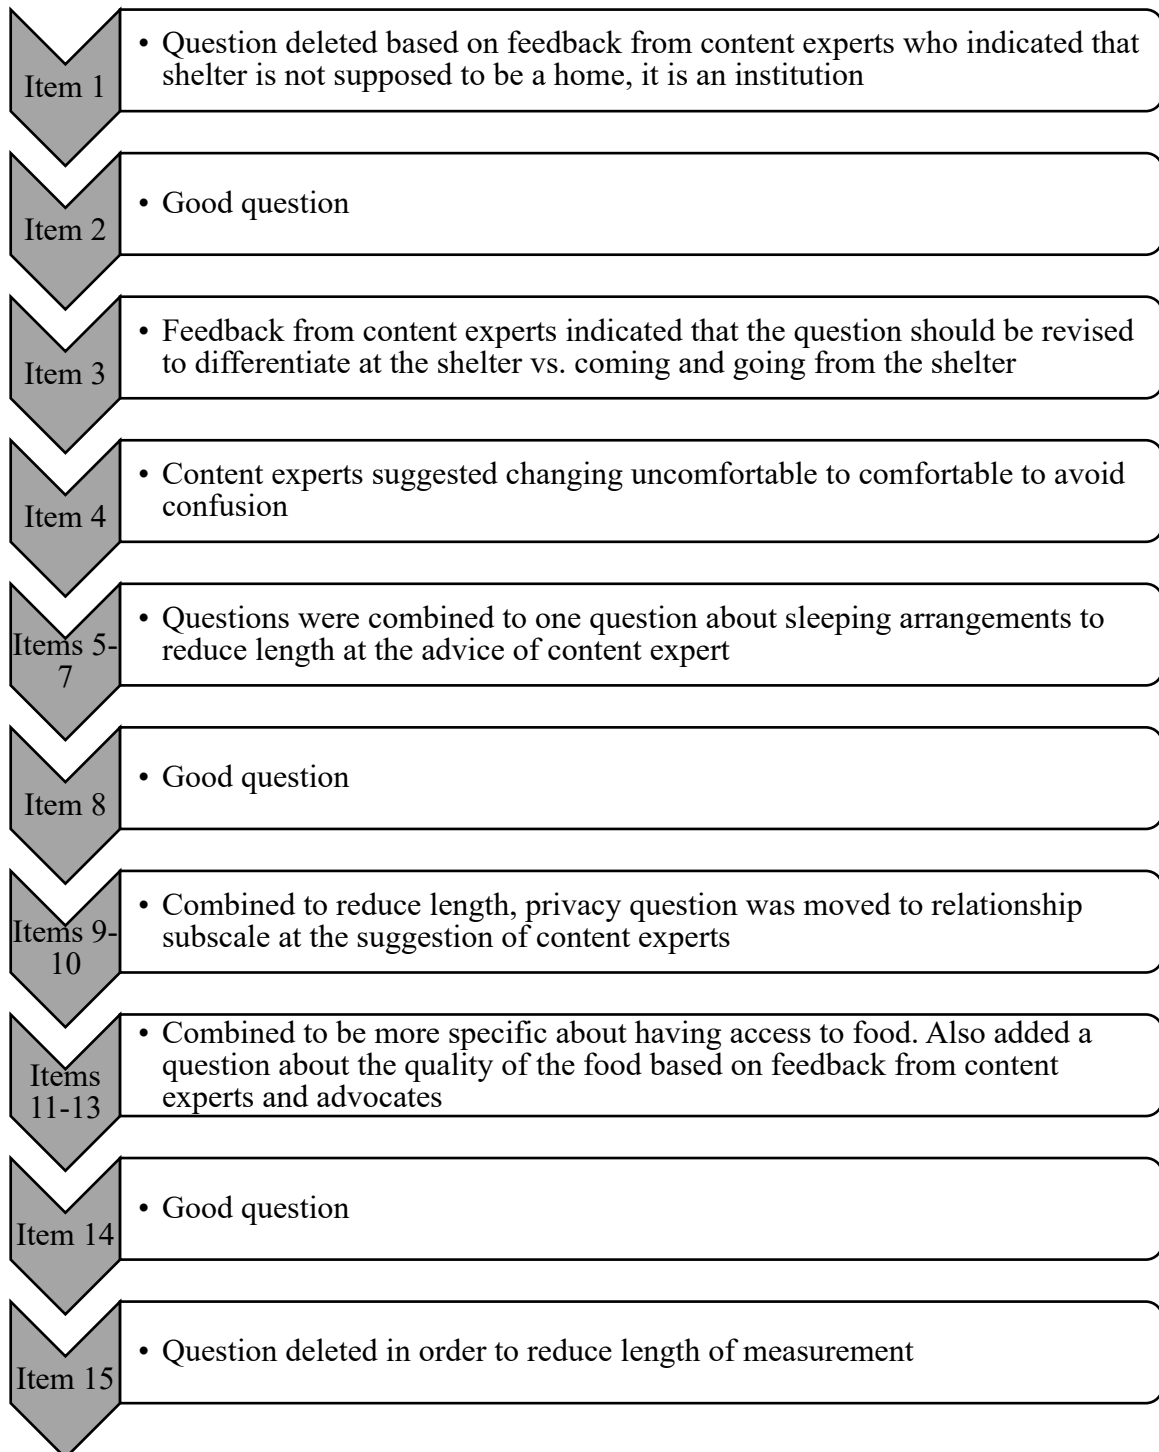 Item 1
• Question deleted based on feedback from content experts who indicated that
shelter is not supposed to be a home, it is an institution
Item 2
• Good question
Item 3
• Feedback from content experts indicated that the question should be revised
to differentiate at the shelter vs. coming and going from the shelter
Item 4
• Content experts suggested changing uncomfortable to comfortable to avoid
confusion
Items 5-
7
• Questions were combined to one question about sleeping arrangements to
reduce length at the advice of content expert
Item 8
• Good question
Items 9-
10
• Combined to reduce length, privacy question was moved to relationship
subscale at the suggestion of content experts
Items
11-13
• Combined to be more specific about having access to food. Also added a
question about the quality of the food based on feedback from content
experts and advocates
Item 14
• Good question
Item 15
• Question deleted in order to reduce length of measurement